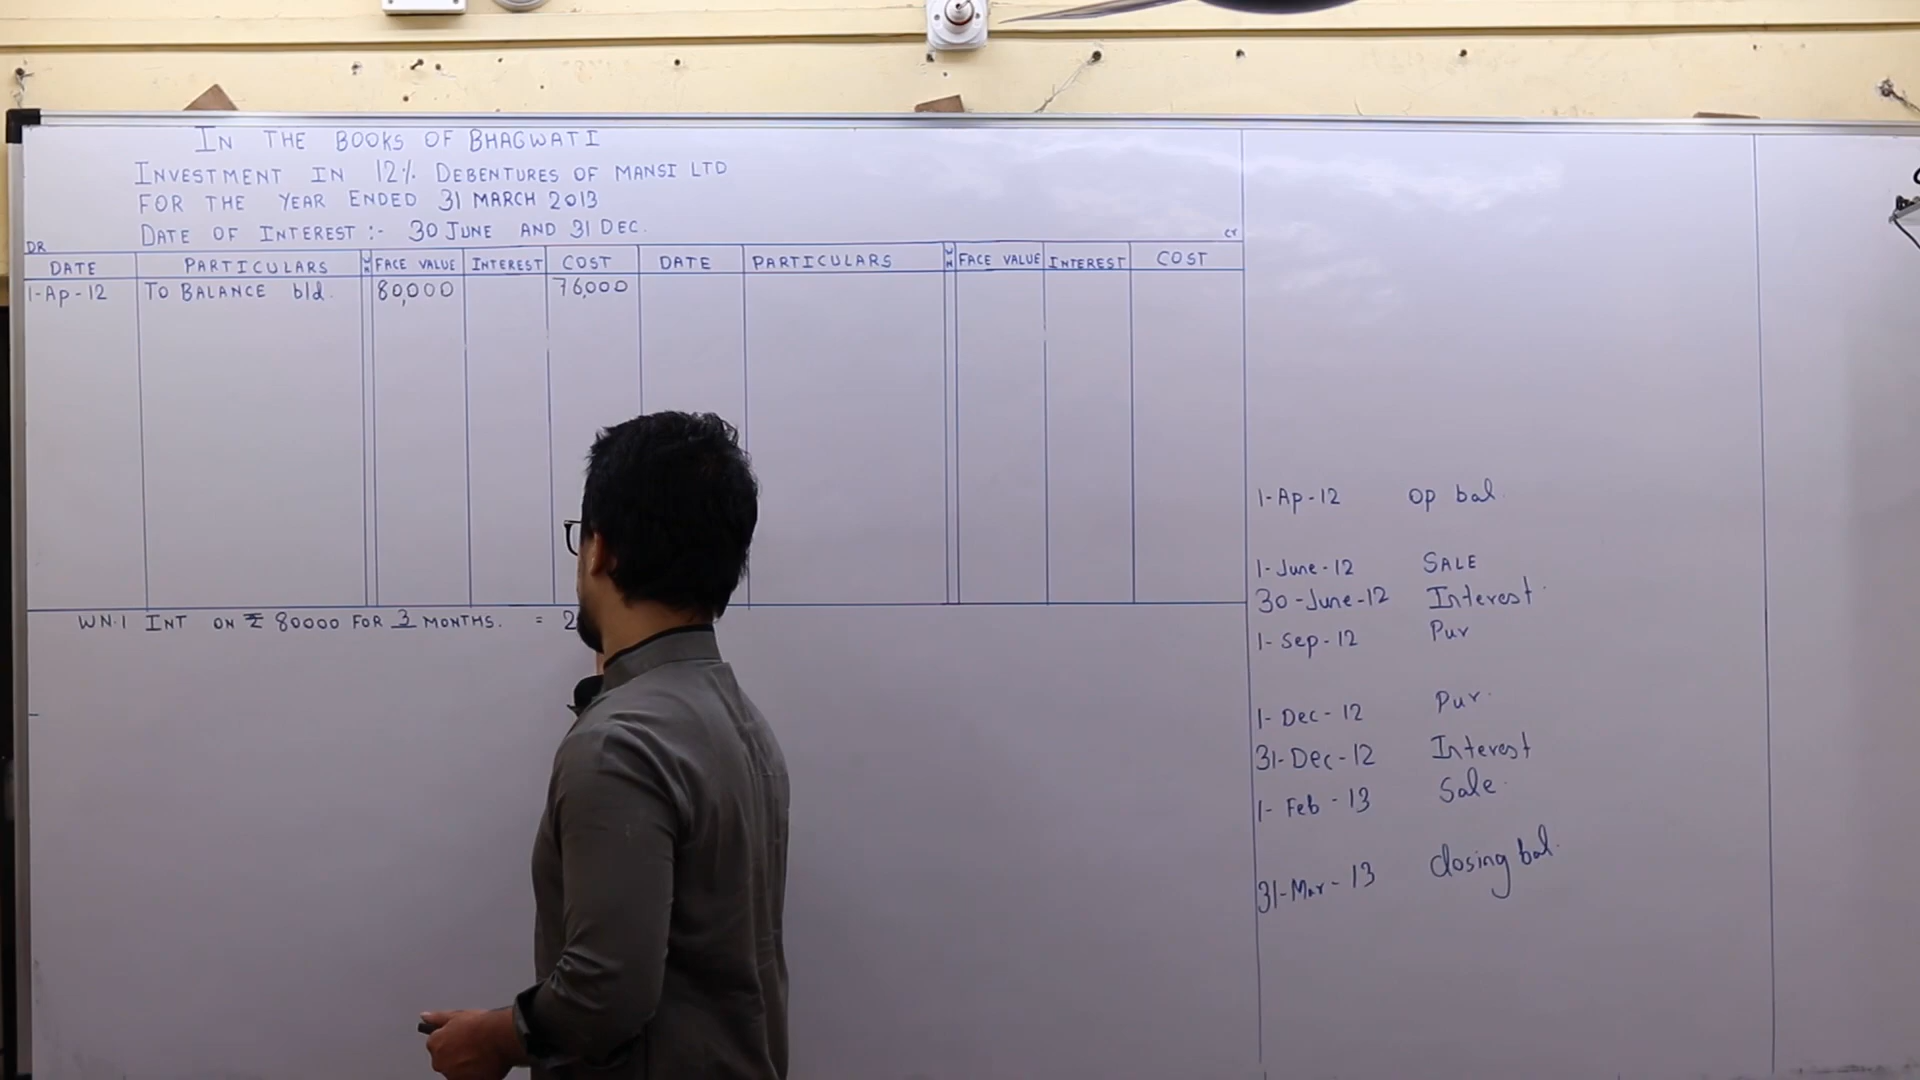 IN THE BOOKS OF BHAGWATI
INVESTMENT IN 12% DEBENTURES OF MANSI LTD
FOR THE YEAR ENDED 31 MARCH 2013
DATE OF INTEREST :- 30 JUNE AND 31 DEC.
DR Cr
DATE PARTICULARS WN FACE VALUE INTEREST COST DATE PARTICULARS WN FACE VALUE INTEREST COST
1-Ap-12 TO BALANCE b/d. 80,000 76,000
WN.1 INT ON ₹ 80000 FOR 3 MONTHS. = 2
1-Ap-12 Op bal.
1-June-12 SALE
30-June-12 Interest.
1-Sep-12 Pur
1-Dec-12 Pur.
31-Dec-12 Interest
1-Feb-13 Sale.
31-Mar-13 Closing bal.